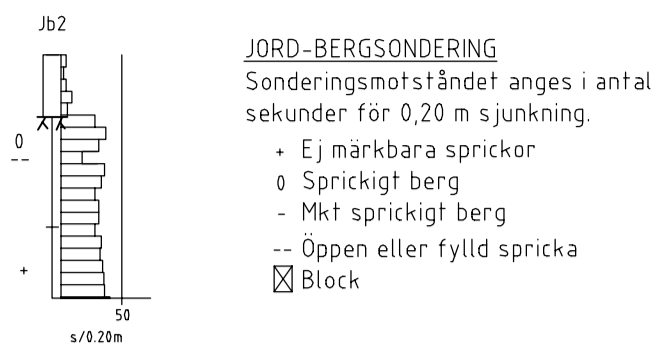 Jb2
0
--
+
50
s/0.20m
JORD-BERGSONDERING
Sonderingsmotståndet anges i antal
sekunder för 0,20 m sjunkning.
+ Ej märkbara sprickor
0 Sprickigt berg
- Mkt sprickigt berg
-- Öppen eller fylld spricka
Block